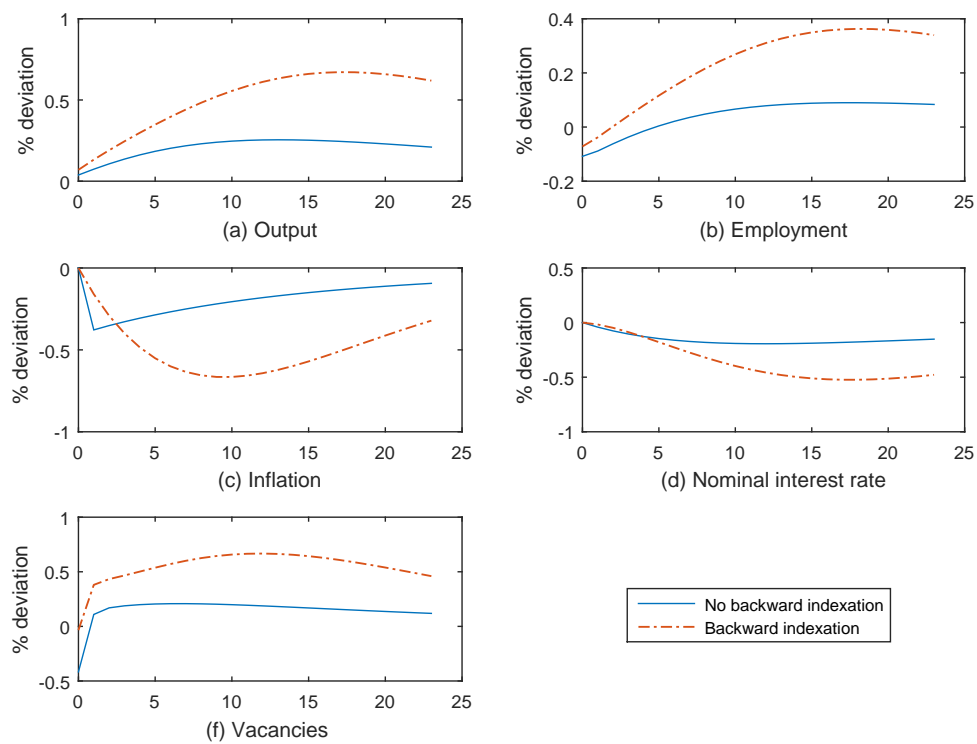 1
0.5
0
% deviation
0 5 10 15 20 25
(a) Output
0.4
0.2
0
-0.2
% deviation
0 5 10 15 20 25
(b) Employment
0
-0.5
-1
% deviation
0 5 10 15 20 25
(c) Inflation
0.5
0
-0.5
-1
% deviation
0 5 10 15 20 25
(d) Nominal interest rate
1
0.5
0
-0.5
% deviation
0 5 10 15 20 25
(f) Vacancies
No backward indexation
Backward indexation